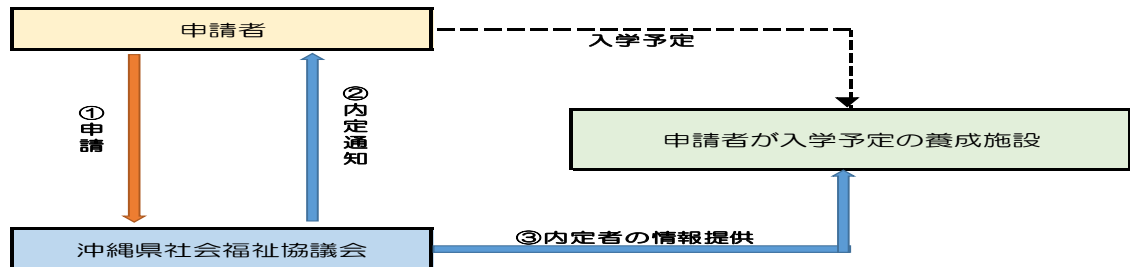 申請者
入学予定
①申請
②内定通知
申請者が入学予定の養成施設
③内定者の情報提供
沖縄県社会福祉協議会